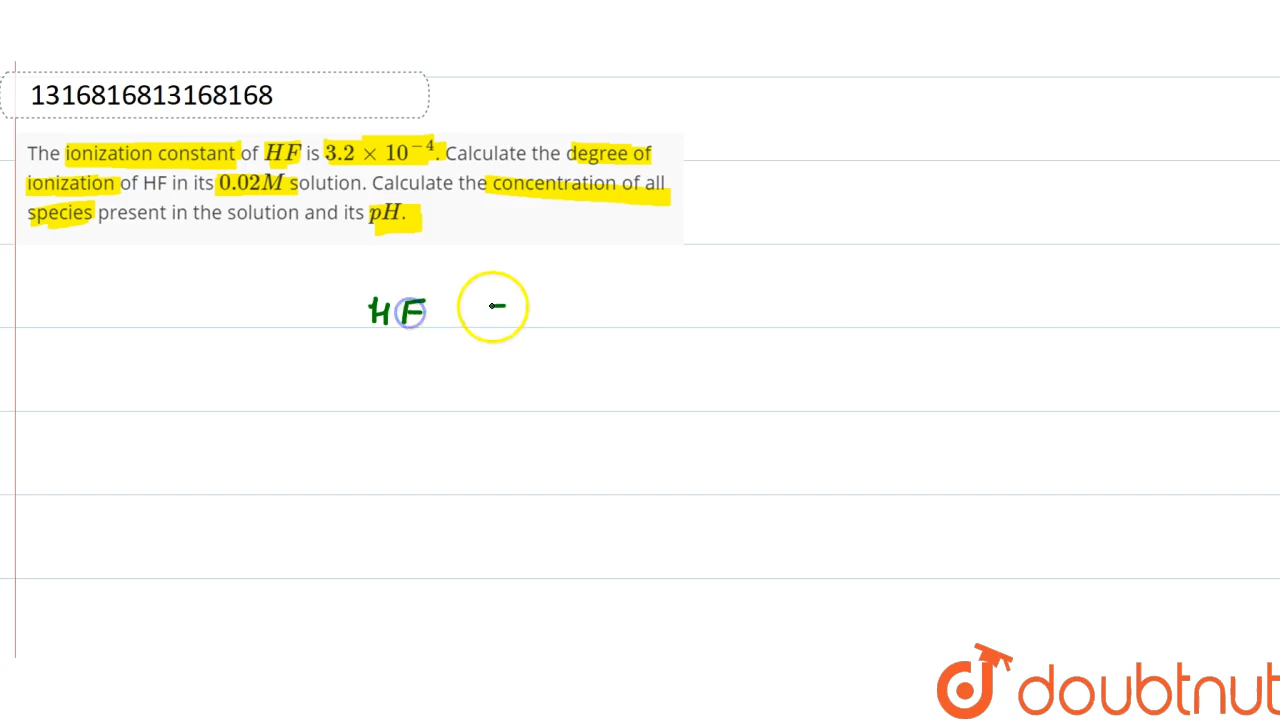 1316816813168168
The ionization constant of HF is 3.2 × 10⁻⁴. Calculate the degree of
ionization of HF in its 0.02M solution. Calculate the concentration of all
species present in the solution and its pH.
HF -
doubtnut